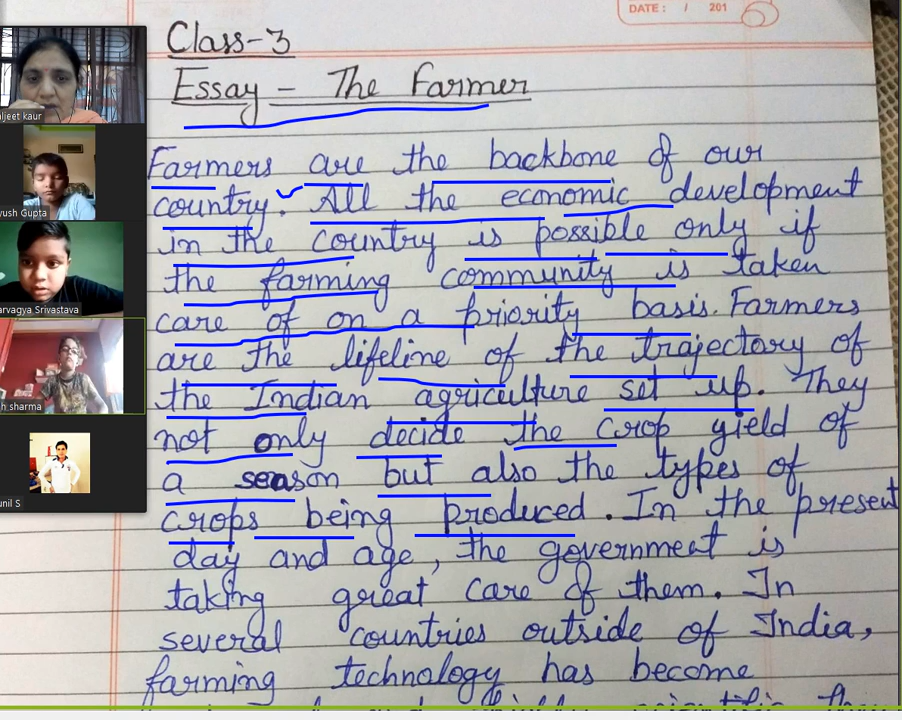 DATE: / 201
Class-3
Essay - The Farmer
aljeet kaur
yush Gupta
arvagya Srivastava
h sharma
unil S
Farmers are the backbone of our
country. All the economic development
in the country is possible only if
the farming community is taken
care of on a priority basis. Farmers
are the lifeline of the trajectory of
the Indian agriculture set up. They
not only decide the crop yield of
a season but also the types of
crops being produced. In the present
day and age, the government is
taking great care of them. In
several countries outside of India,
farming technology has become